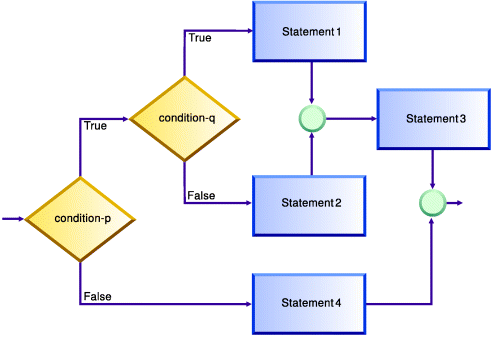 True
Statement 1
condition-q
Statement 3
True
False
Statement 2
condition-p
False
Statement 4